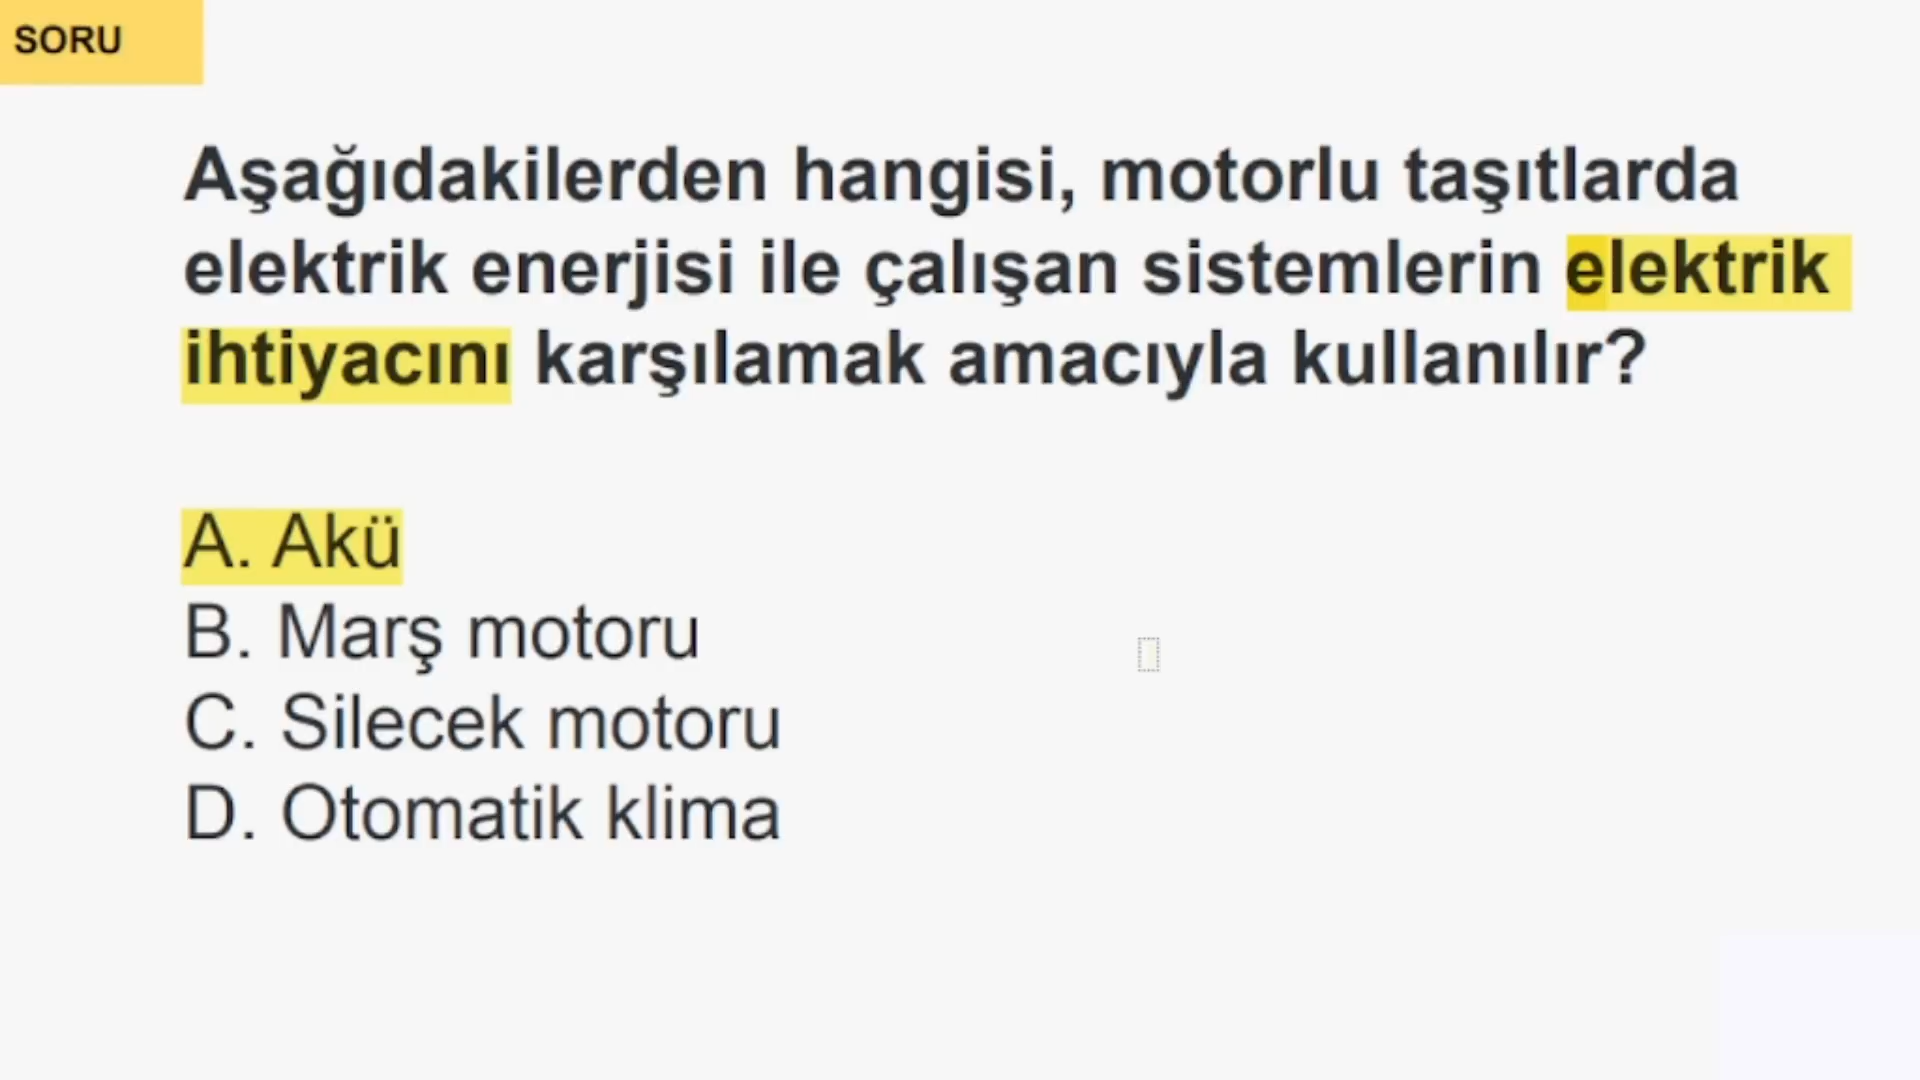 SORU
Aşağıdakilerden hangisi, motorlu taşıtlarda
elektrik enerjisi ile çalışan sistemlerin elektrik
ihtiyacını karşılamak amacıyla kullanılır?
A. Akü
B. Marş motoru
C. Silecek motoru
D. Otomatik klima